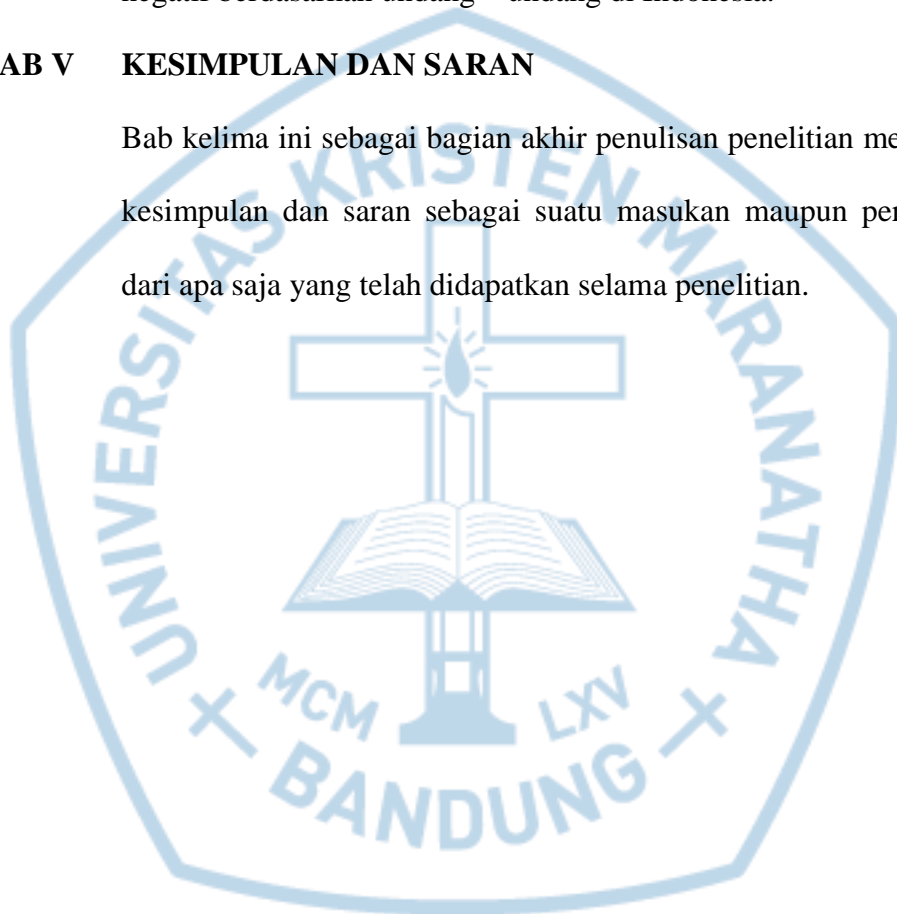 negatif berdasarkan undang – undang di Indonesia.
AB V KESIMPULAN DAN SARAN
Bab kelima ini sebagai bagian akhir penulisan penelitian me
kesimpulan dan saran sebagai suatu masukan maupun per
dari apa saja yang telah didapatkan selama penelitian.
UNIVERSITAS KRISTEN MARANATHA
MCM LXV
BANDUNG